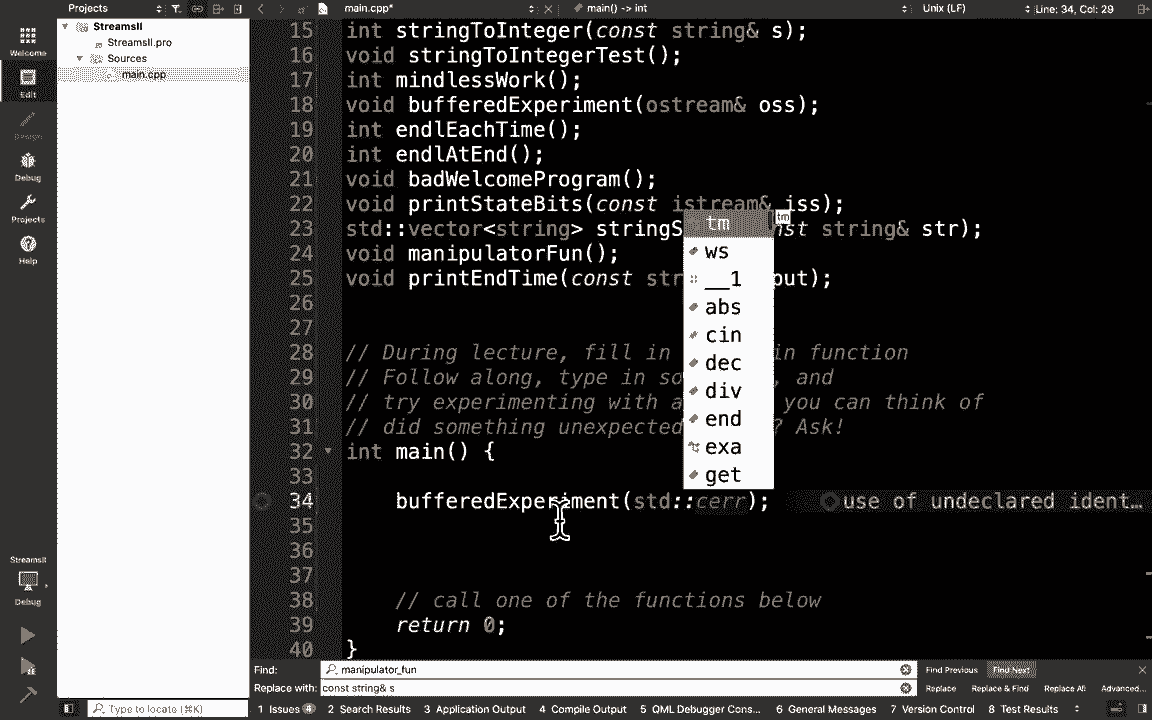 Projects
main.cpp*
main() -> int
Unix (LF)
Line: 34, Col: 29
Welcome
Edit
Design
Debug
Projects
Help
StreamsII
Debug
StreamsII
StreamsII.pro
Sources
main.cpp
15 int stringToInteger(const string& s);
16 void stringToIntegerTest();
17 int mindlessWork();
18 void bufferedExperiment(ostream& oss);
19 int endlEachTime();
20 int endlAtEnd();
21 void badWelcomeProgram();
22 void printStateBits(const istream& iss);
23 std::vector<string> stringS nst string& str);
24 void manipulatorFun();
25 void printEndTime(const str put);
26
27
28 // During lecture, fill in in function
29 // Follow along, type in so , and
30 // try experimenting with a you can think of
31 // did something unexpected ? Ask!
32 int main() {
33
34 bufferedExperiment(std::cerr); use of undeclared ident…
35
36
37
38 // call one of the functions below
39 return 0;
40 }
tm
tm
ws
__1
abs
cin
dec
div
end
exa
get
Find: manipulator_fun Find Previous Find Next
Replace with: const string& s Replace Replace & Find Replace All Advanced...
Type to locate (⌘K) 1 Issues 4 2 Search Results 3 Application Output 4 Compile Output 5 QML Debugger Cons... 6 General Messages 7 Version Control 8 Test Results